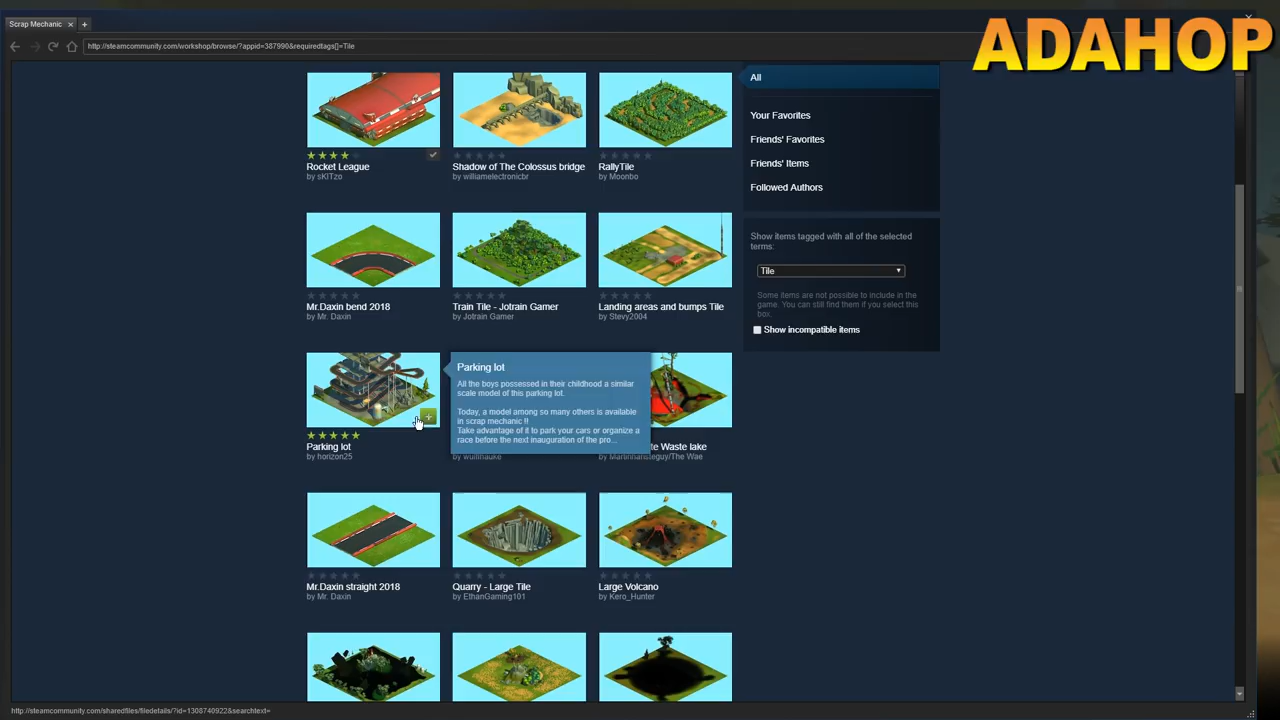 Scrap Mechanic
ADAHOP
http://steamcommunity.com/workshop/browse/?appid=387990&requiredtags[]=Tile
All
Your Favorites
Friends' Favorites
Friends' Items
Followed Authors
Rocket League
by sKITzo
Shadow of The Colossus bridge
by williamelectronicbr
RallyTile
by Moonbo
Show items tagged with all of the selected
terms:
Tile
Some items are not possible to include in the
game. You can still find them if you select this
box.
Show incompatible items
Mr.Daxin bend 2018
by Mr. Daxin
Train Tile - Jotrain Gamer
by Jotrain Gamer
Landing areas and bumps Tile
by Stevy2004
Parking lot
All the boys possessed in their childhood a similar
scale model of this parking lot.
Today, a model among so many others is available
in scrap mechanic !!
Take advantage of it to park your cars or organize a
race before the next inauguration of the pro...
Parking lot
by horizon25
te Waste lake
Mr.Daxin straight 2018
by Mr. Daxin
Quarry - Large Tile
by EthanGaming101
Large Volcano
by Kero_Hunter
http://steamcommunity.com/sharedfiles/filedetails/?id=1308740922&searchtext=